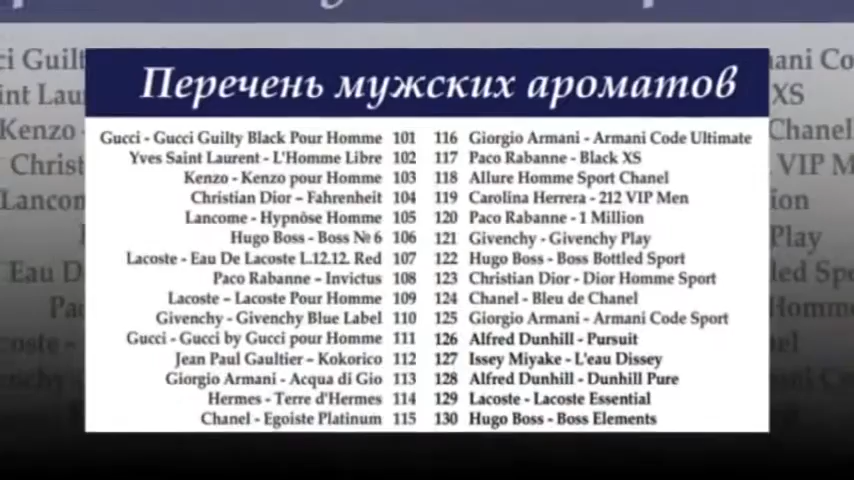 Перечень мужских ароматов
Gucci - Gucci Guilty Black Pour Homme 101
Yves Saint Laurent - L'Homme Libre 102
Kenzo - Kenzo pour Homme 103
Christian Dior – Fahrenheit 104
Lancome - Hypnôse Homme 105
Hugo Boss - Boss № 6 106
Lacoste - Eau De Lacoste L.12.12. Red 107
Paco Rabanne - Invictus 108
Lacoste – Lacoste Pour Homme 109
Givenchy - Givenchy Blue Label 110
Gucci - Gucci by Gucci pour Homme 111
Jean Paul Gaultier - Kokorico 112
Giorgio Armani - Acqua di Gio 113
Hermes - Terre d'Hermes 114
Chanel - Egoiste Platinum 115
116 Giorgio Armani - Armani Code Ultimate
117 Paco Rabanne - Black XS
118 Allure Homme Sport Chanel
119 Carolina Herrera - 212 VIP Men
120 Paco Rabanne - 1 Million
121 Givenchy - Givenchy Play
122 Hugo Boss - Boss Bottled Sport
123 Christian Dior - Dior Homme Sport
124 Chanel - Bleu de Chanel
125 Giorgio Armani - Armani Code Sport
126 Alfred Dunhill - Pursuit
127 Issey Miyake - L'eau Dissey
128 Alfred Dunhill - Dunhill Pure
129 Lacoste - Lacoste Essential
130 Hugo Boss - Boss Elements